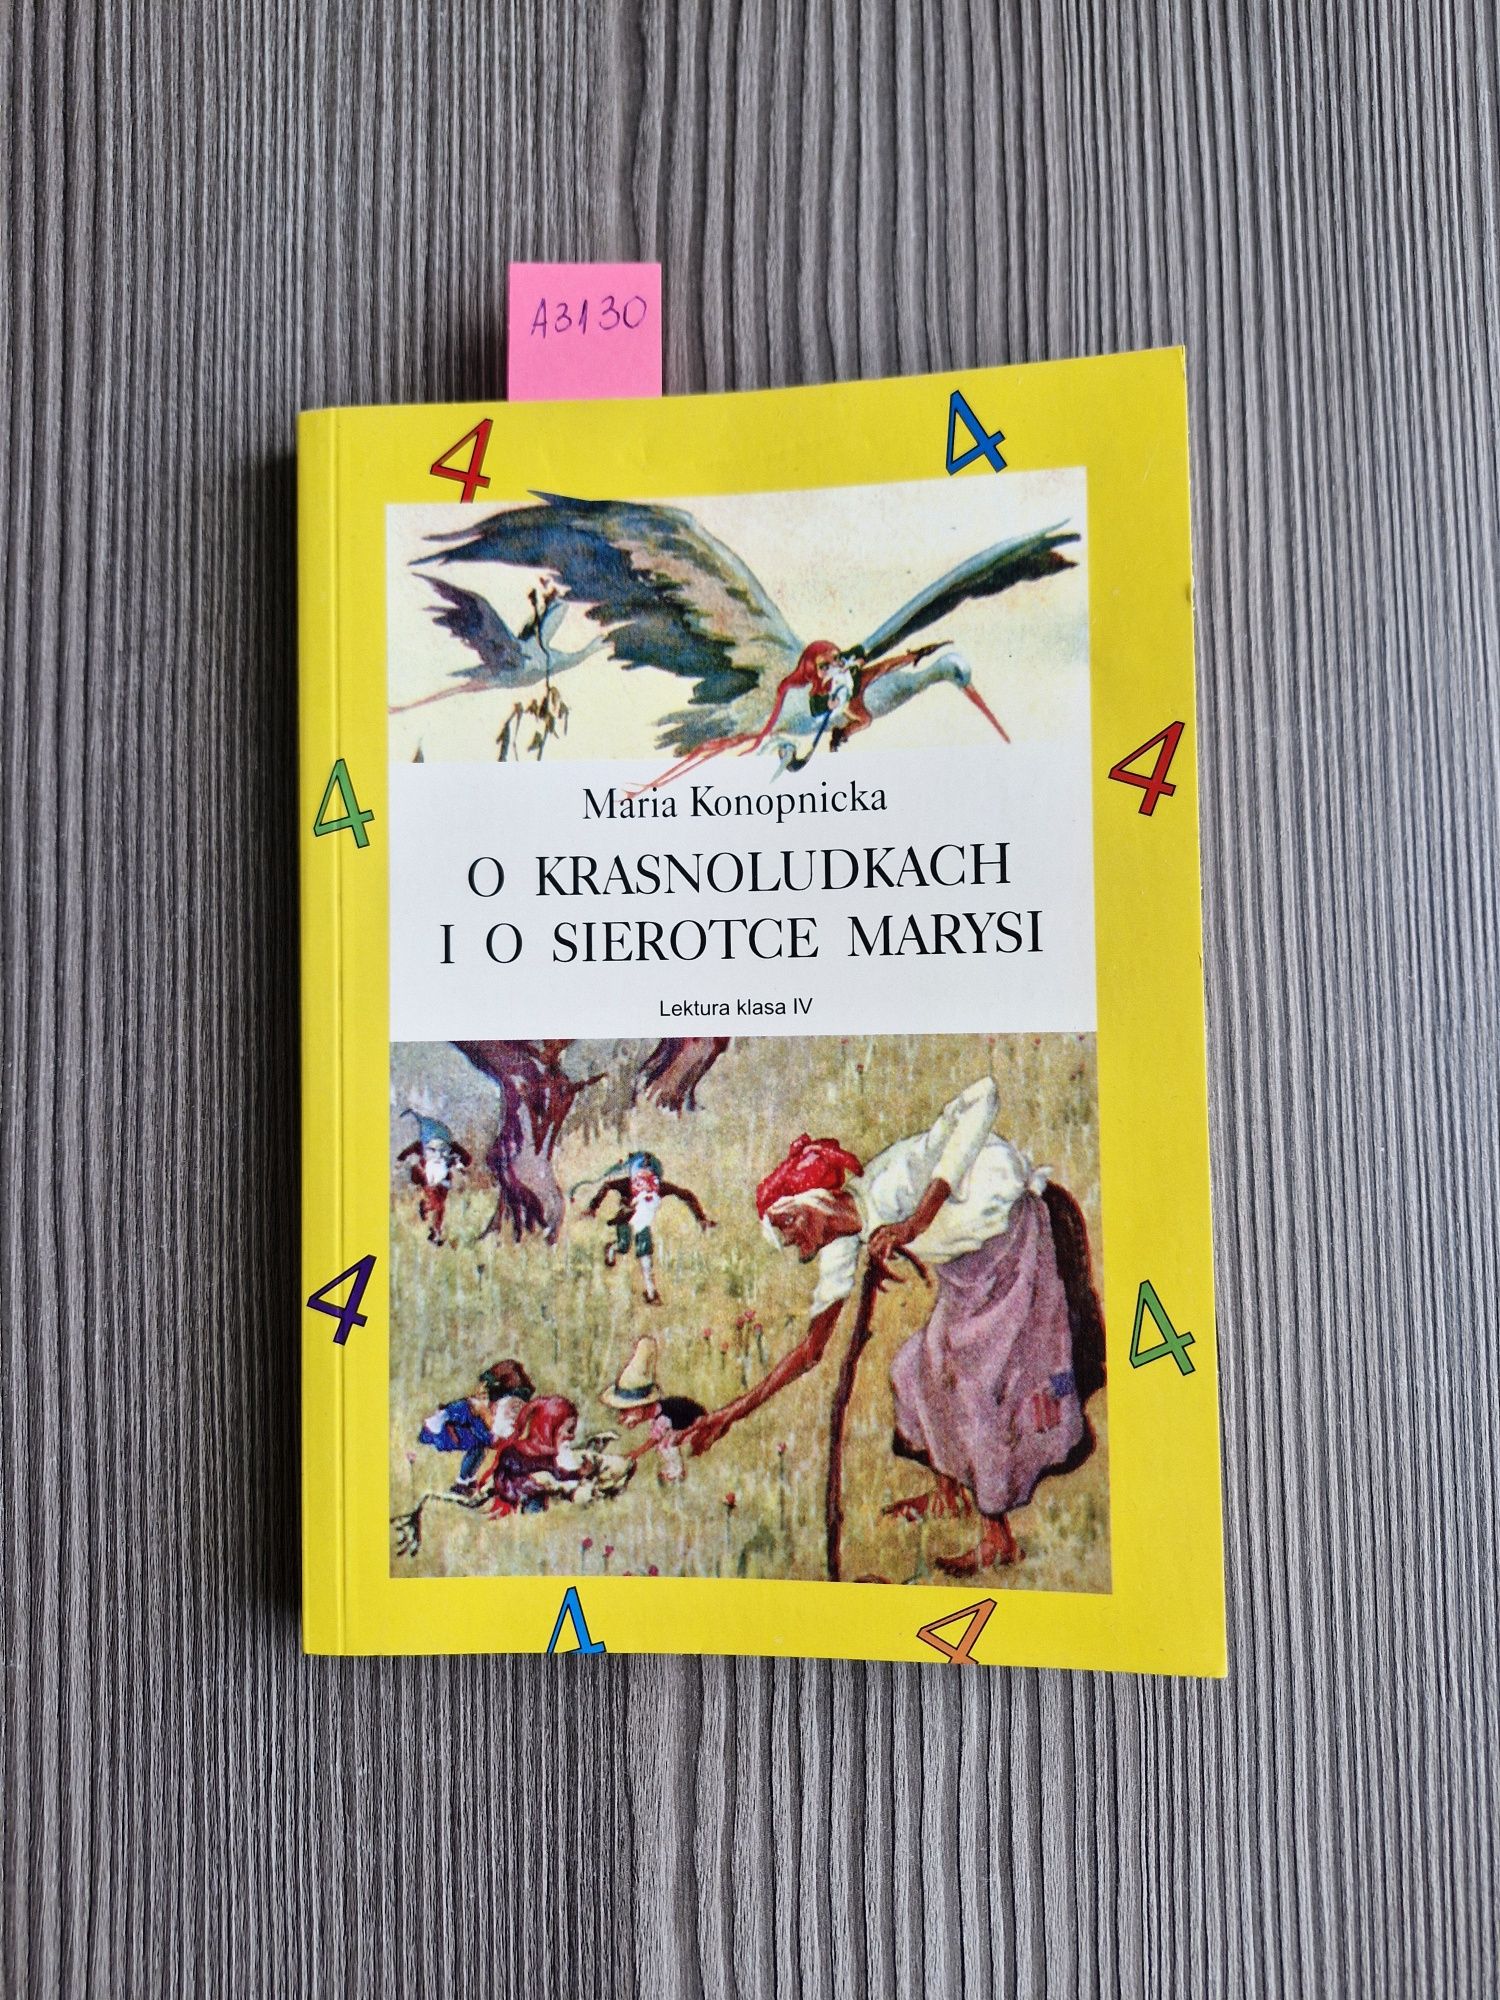 A3130
4 4
Maria Konopnicka
O KRASNOLUDKACH
I O SIEROTCE MARYSI
Lektura klasa IV
4
4
4
4
4
4